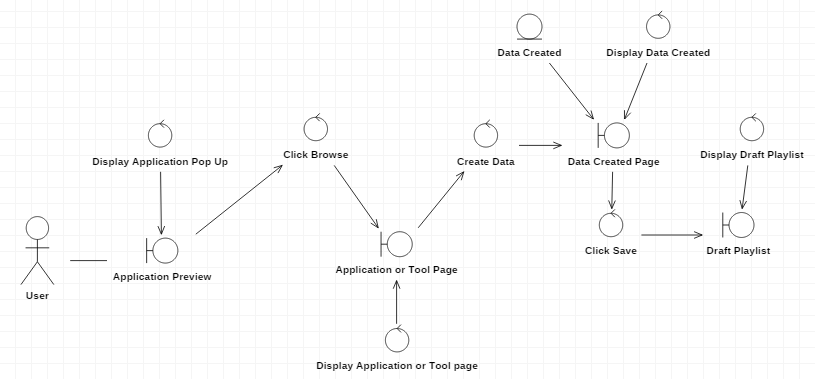 Data Created
Display Data Created
Display Application Pop Up
Click Browse
Create Data
Data Created Page
Display Draft Playlist
User
Application Preview
Application or Tool Page
Click Save
Draft Playlist
Display Application or Tool page